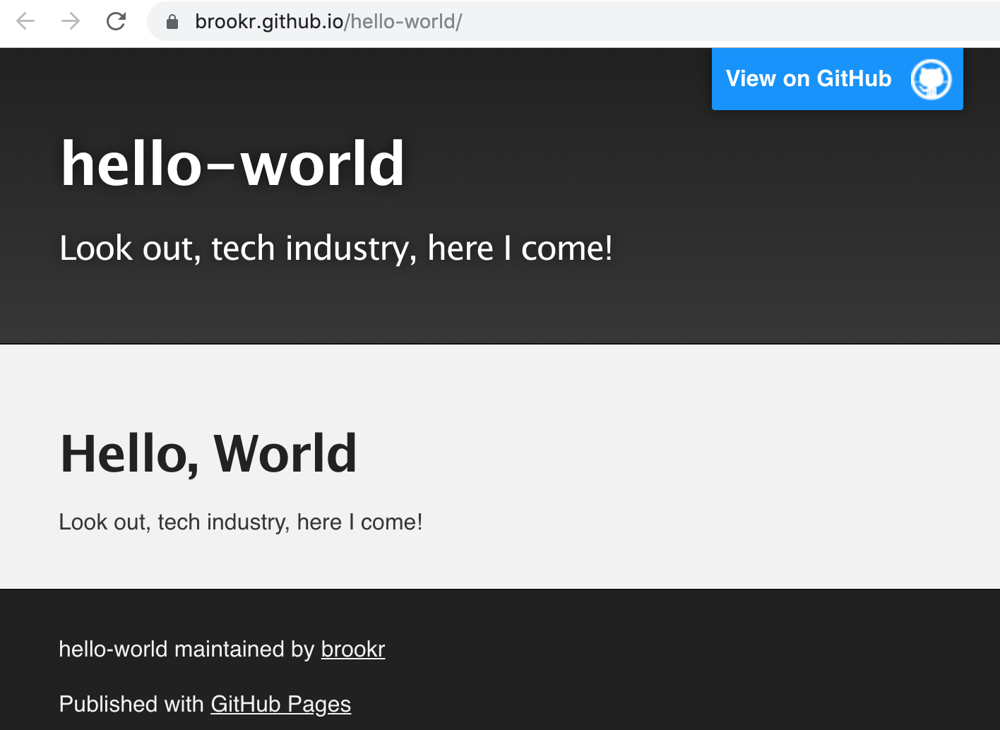 brookr.github.io/hello-world/
View on GitHub
hello-world
Look out, tech industry, here I come!
Hello, World
Look out, tech industry, here I come!
hello-world maintained by brookr
Published with GitHub Pages